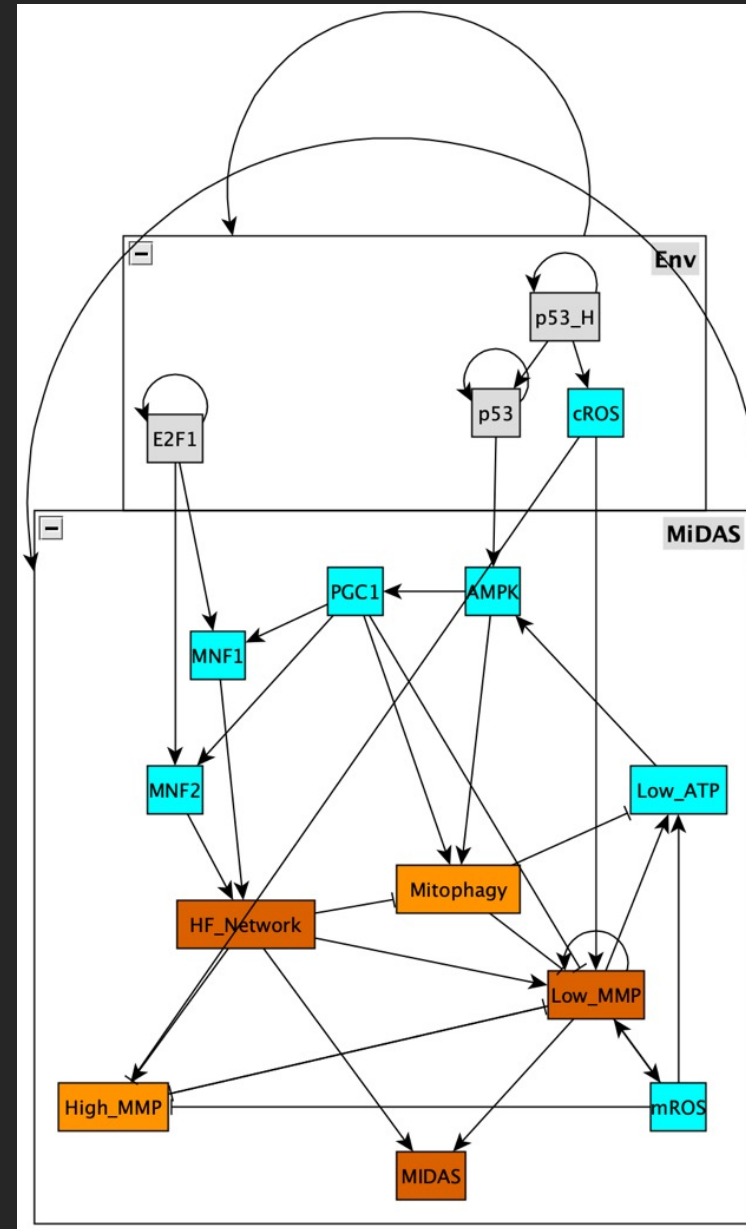 Env
p53_H
p53
cROS
E2F1
MiDAS
PGC1
AMPK
MNF1
MNF2
Low_ATP
Mitophagy
HF_Network
Low_MMP
High_MMP
mROS
MIDAS